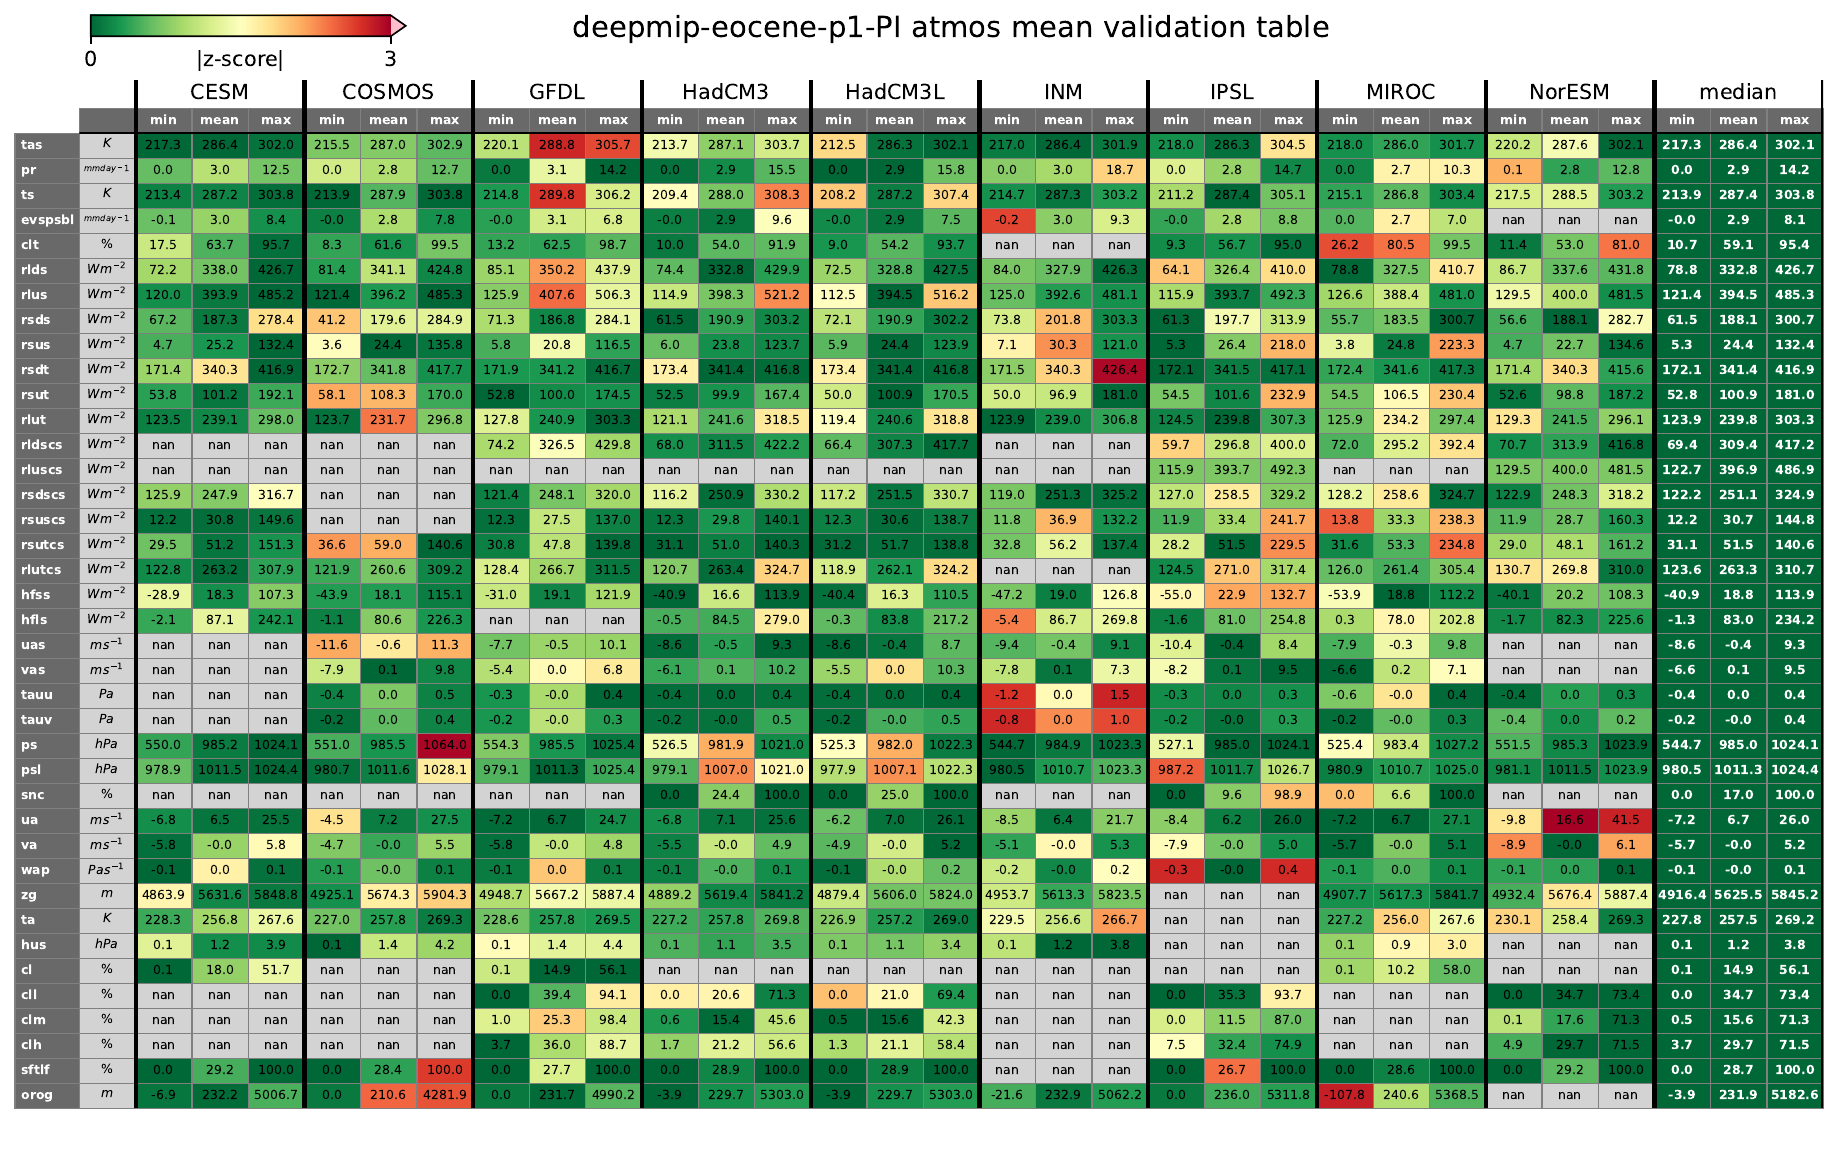 deepmip-eocene-p1-PI atmos mean validation table
0 |z-score| 3
CESM COSMOS GFDL HadCM3 HadCM3L INM IPSL MIROC NorESM median
min mean max min mean max min mean max min mean max min mean max min mean max min mean max min mean max min mean max min mean max
tas K 217.3 286.4 302.0 215.5 287.0 302.9 220.1 288.8 305.7 213.7 287.1 303.7 212.5 286.3 302.1 217.0 286.4 301.9 218.0 286.3 304.5 218.0 286.0 301.7 220.2 287.6 302.1 217.3 286.4 302.1
pr mmday−1 0.0 3.0 12.5 0.0 2.8 12.7 0.0 3.1 14.2 0.0 2.9 15.5 0.0 2.9 15.8 0.0 3.0 18.7 0.0 2.8 14.7 0.0 2.7 10.3 0.1 2.8 12.8 0.0 2.9 14.2
ts K 213.4 287.2 303.8 213.9 287.9 303.8 214.8 289.8 306.2 209.4 288.0 308.3 208.2 287.2 307.4 214.7 287.3 303.2 211.2 287.4 305.1 215.1 286.8 303.4 217.5 288.5 303.2 213.9 287.4 303.8
evspsbl mmday−1 -0.1 3.0 8.4 -0.0 2.8 7.8 -0.0 3.1 6.8 -0.0 2.9 9.6 -0.0 2.9 7.5 -0.2 3.0 9.3 -0.0 2.8 8.8 0.0 2.7 7.0 nan nan nan -0.0 2.9 8.1
clt % 17.5 63.7 95.7 8.3 61.6 99.5 13.2 62.5 98.7 10.0 54.0 91.9 9.0 54.2 93.7 nan nan nan 9.3 56.7 95.0 26.2 80.5 99.5 11.4 53.0 81.0 10.7 59.1 95.4
rlds Wm−2 72.2 338.0 426.7 81.4 341.1 424.8 85.1 350.2 437.9 74.4 332.8 429.9 72.5 328.8 427.5 84.0 327.9 426.3 64.1 326.4 410.0 78.8 327.5 410.7 86.7 337.6 431.8 78.8 332.8 426.7
rlus Wm−2 120.0 393.9 485.2 121.4 396.2 485.3 125.9 407.6 506.3 114.9 398.3 521.2 112.5 394.5 516.2 125.0 392.6 481.1 115.9 393.7 492.3 126.6 388.4 481.0 129.5 400.0 481.5 121.4 394.5 485.3
rsds Wm−2 67.2 187.3 278.4 41.2 179.6 284.9 71.3 186.8 284.1 61.5 190.9 303.2 72.1 190.9 302.2 73.8 201.8 303.3 61.3 197.7 313.9 55.7 183.5 300.7 56.6 188.1 282.7 61.5 188.1 300.7
rsus Wm−2 4.7 25.2 132.4 3.6 24.4 135.8 5.8 20.8 116.5 6.0 23.8 123.7 5.9 24.4 123.9 7.1 30.3 121.0 5.3 26.4 218.0 3.8 24.8 223.3 4.7 22.7 134.6 5.3 24.4 132.4
rsdt Wm−2 171.4 340.3 416.9 172.7 341.8 417.7 171.9 341.2 416.7 173.4 341.4 416.8 173.4 341.4 416.8 171.5 340.3 426.4 172.1 341.5 417.1 172.4 341.6 417.3 171.4 340.3 415.6 172.1 341.4 416.9
rsut Wm−2 53.8 101.2 192.1 58.1 108.3 170.0 52.8 100.0 174.5 52.5 99.9 167.4 50.0 100.9 170.5 50.0 96.9 181.0 54.5 101.6 232.9 54.5 106.5 230.4 52.6 98.8 187.2 52.8 100.9 181.0
rlut Wm−2 123.5 239.1 298.0 123.7 231.7 296.8 127.8 240.9 303.3 121.1 241.6 318.5 119.4 240.6 318.8 123.9 239.0 306.8 124.5 239.8 307.3 125.9 234.2 297.4 129.3 241.5 296.1 123.9 239.8 303.3
rldscs Wm−2 nan nan nan nan nan nan 74.2 326.5 429.8 68.0 311.5 422.2 66.4 307.3 417.7 nan nan nan 59.7 296.8 400.0 72.0 295.2 392.4 70.7 313.9 416.8 69.4 309.4 417.2
rluscs Wm−2 nan nan nan nan nan nan nan nan nan nan nan nan nan nan nan nan nan nan 115.9 393.7 492.3 nan nan nan 129.5 400.0 481.5 122.7 396.9 486.9
rsdscs Wm−2 125.9 247.9 316.7 nan nan nan 121.4 248.1 320.0 116.2 250.9 330.2 117.2 251.5 330.7 119.0 251.3 325.2 127.0 258.5 329.2 128.2 258.6 324.7 122.9 248.3 318.2 122.2 251.1 324.9
rsuscs Wm−2 12.2 30.8 149.6 nan nan nan 12.3 27.5 137.0 12.3 29.8 140.1 12.3 30.6 138.7 11.8 36.9 132.2 11.9 33.4 241.7 13.8 33.3 238.3 11.9 28.7 160.3 12.2 30.7 144.8
rsutcs Wm−2 29.5 51.2 151.3 36.6 59.0 140.6 30.8 47.8 139.8 31.1 51.0 140.3 31.2 51.7 138.8 32.8 56.2 137.4 28.2 51.5 229.5 31.6 53.3 234.8 29.0 48.1 161.2 31.1 51.5 140.6
rlutcs Wm−2 122.8 263.2 307.9 121.9 260.6 309.2 128.4 266.7 311.5 120.7 263.4 324.7 118.9 262.1 324.2 nan nan nan 124.5 271.0 317.4 126.0 261.4 305.4 130.7 269.8 310.0 123.6 263.3 310.7
hfss Wm−2 -28.9 18.3 107.3 -43.9 18.1 115.1 -31.0 19.1 121.9 -40.9 16.6 113.9 -40.4 16.3 110.5 -47.2 19.0 126.8 -55.0 22.9 132.7 -53.9 18.8 112.2 -40.1 20.2 108.3 -40.9 18.8 113.9
hfls Wm−2 -2.1 87.1 242.1 -1.1 80.6 226.3 nan nan nan -0.5 84.5 279.0 -0.3 83.8 217.2 -5.4 86.7 269.8 -1.6 81.0 254.8 0.3 78.0 202.8 -1.7 82.3 225.6 -1.3 83.0 234.2
uas ms−1 nan nan nan -11.6 -0.6 11.3 -7.7 -0.5 10.1 -8.6 -0.5 9.3 -8.6 -0.4 8.7 -9.4 -0.4 9.1 -10.4 -0.4 8.4 -7.9 -0.3 9.8 nan nan nan -8.6 -0.4 9.3
vas ms−1 nan nan nan -7.9 0.1 9.8 -5.4 0.0 6.8 -6.1 0.1 10.2 -5.5 0.0 10.3 -7.8 0.1 7.3 -8.2 0.1 9.5 -6.6 0.2 7.1 nan nan nan -6.6 0.1 9.5
tauu Pa nan nan nan -0.4 0.0 0.5 -0.3 -0.0 0.4 -0.4 0.0 0.4 -0.4 0.0 0.4 -1.2 0.0 1.5 -0.3 0.0 0.3 -0.6 -0.0 0.4 -0.4 0.0 0.3 -0.4 0.0 0.4
tauv Pa nan nan nan -0.2 0.0 0.4 -0.2 -0.0 0.3 -0.2 -0.0 0.5 -0.2 -0.0 0.5 -0.8 0.0 1.0 -0.2 -0.0 0.3 -0.2 -0.0 0.3 -0.4 0.0 0.2 -0.2 -0.0 0.4
ps hPa 550.0 985.2 1024.1 551.0 985.5 1064.0 554.3 985.5 1025.4 526.5 981.9 1021.0 525.3 982.0 1022.3 544.7 984.9 1023.3 527.1 985.0 1024.1 525.4 983.4 1027.2 551.5 985.3 1023.9 544.7 985.0 1024.1
psl hPa 978.9 1011.5 1024.4 980.7 1011.6 1028.1 979.1 1011.3 1025.4 979.1 1007.0 1021.0 977.9 1007.1 1022.3 980.5 1010.7 1023.3 987.2 1011.7 1026.7 980.9 1010.7 1025.0 981.1 1011.5 1023.9 980.5 1011.3 1024.4
snc % nan nan nan nan nan nan nan nan nan 0.0 24.4 100.0 0.0 25.0 100.0 nan nan nan 0.0 9.6 98.9 0.0 6.6 100.0 nan nan nan 0.0 17.0 100.0
ua ms−1 -6.8 6.5 25.5 -4.5 7.2 27.5 -7.2 6.7 24.7 -6.8 7.1 25.6 -6.2 7.0 26.1 -8.5 6.4 21.7 -8.4 6.2 26.0 -7.2 6.7 27.1 -9.8 16.6 41.5 -7.2 6.7 26.0
va ms−1 -5.8 -0.0 5.8 -4.7 -0.0 5.5 -5.8 -0.0 4.8 -5.5 -0.0 4.9 -4.9 -0.0 5.2 -5.1 -0.0 5.3 -7.9 -0.0 5.0 -5.7 -0.0 5.1 -8.9 -0.0 6.1 -5.7 -0.0 5.2
wap Pas−1 -0.1 0.0 0.1 -0.1 -0.0 0.1 -0.1 0.0 0.1 -0.1 -0.0 0.1 -0.1 -0.0 0.2 -0.2 -0.0 0.2 -0.3 -0.0 0.4 -0.1 -0.0 0.1 -0.1 -0.0 0.1 -0.1 -0.0 0.1
zg m 4863.9 5631.6 5848.8 4925.1 5674.3 5904.3 4948.7 5667.2 5887.4 4889.2 5619.4 5841.2 4879.4 5606.0 5824.0 4953.7 5613.3 5823.5 nan nan nan 4907.7 5617.3 5841.7 4932.4 5676.4 5887.4 4916.4 5625.5 5845.2
ta K 228.3 256.8 267.6 227.0 257.8 269.3 228.6 257.8 269.5 227.2 257.8 269.8 226.9 257.2 269.0 229.5 256.6 266.7 nan nan nan 227.2 256.0 267.6 230.1 258.4 269.3 227.8 257.5 269.2
hus hPa 0.1 1.2 3.9 0.1 1.4 4.2 0.1 1.4 4.4 0.1 1.1 3.5 0.1 1.1 3.4 0.1 1.2 3.8 nan nan nan 0.1 0.9 3.0 nan nan nan 0.1 1.2 3.8
cl % 0.1 18.0 51.7 nan nan nan 0.1 14.9 56.1 nan nan nan nan nan nan nan nan nan nan nan nan 0.1 10.2 58.0 nan nan nan 0.1 14.9 56.1
cll % nan nan nan nan nan nan 0.0 39.4 94.1 0.0 20.6 71.3 0.0 21.0 69.4 nan nan nan 0.0 35.3 93.7 nan nan nan 0.0 34.7 73.4 0.0 34.7 73.4
clm % nan nan nan nan nan nan 1.0 25.3 98.4 0.6 15.4 45.6 0.5 15.6 42.3 nan nan nan 0.0 11.5 87.0 nan nan nan 0.1 17.6 71.3 0.5 15.6 71.3
clh % nan nan nan nan nan nan 3.7 36.0 88.7 1.7 21.2 56.6 1.3 21.1 58.4 nan nan nan 7.5 32.4 74.9 nan nan nan 4.9 29.7 71.5 3.7 29.7 71.5
sftlf % 0.0 29.2 100.0 0.0 28.4 100.0 0.0 27.7 100.0 0.0 28.9 100.0 0.0 28.9 100.0 nan nan nan 0.0 26.7 100.0 0.0 28.6 100.0 0.0 29.2 100.0 0.0 28.7 100.0
orog m -6.9 232.2 5006.7 0.0 210.6 4281.9 0.0 231.7 4990.2 -3.9 229.7 5303.0 -3.9 229.7 5303.0 -21.6 232.9 5062.2 0.0 236.0 5311.8 -107.8 240.6 5368.5 nan nan nan -3.9 231.9 5182.6